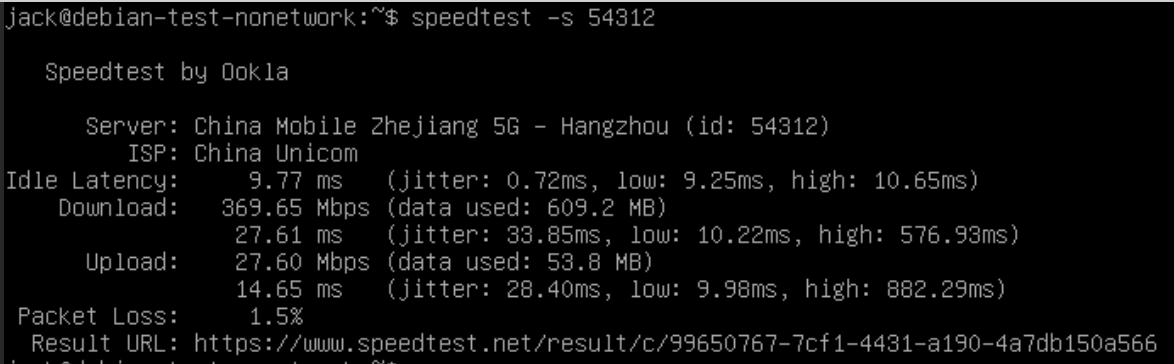 jack@debian-test-nonetwork:~$ speedtest -s 54312
Speedtest by Ookla
Server: China Mobile Zhejiang 5G - Hangzhou (id: 54312)
ISP: China Unicom
Idle Latency: 9.77 ms (jitter: 0.72ms, low: 9.25ms, high: 10.65ms)
Download: 369.65 Mbps (data used: 609.2 MB)
27.61 ms (jitter: 33.85ms, low: 10.22ms, high: 576.93ms)
Upload: 27.60 Mbps (data used: 53.8 MB)
14.65 ms (jitter: 28.40ms, low: 9.98ms, high: 882.29ms)
Packet Loss: 1.5%
Result URL: https://www.speedtest.net/result/c/99650767-7cf1-4431-a190-4a7db150a566